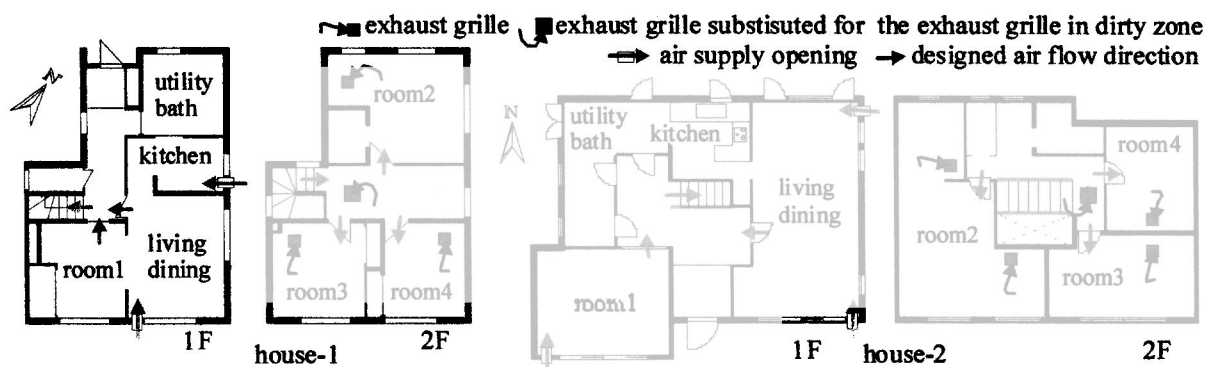 exhaust grille exhaust grille substisuted for the exhaust grille in dirty zone
air supply opening designed air flow direction
N
utility
bath
kitchen
living
dining
room1
1F
room2
room3
room4
2F
house-1
N
utility
bath
kitchen
living
dining
room1
1F
house-2
room4
room2
room3
2F